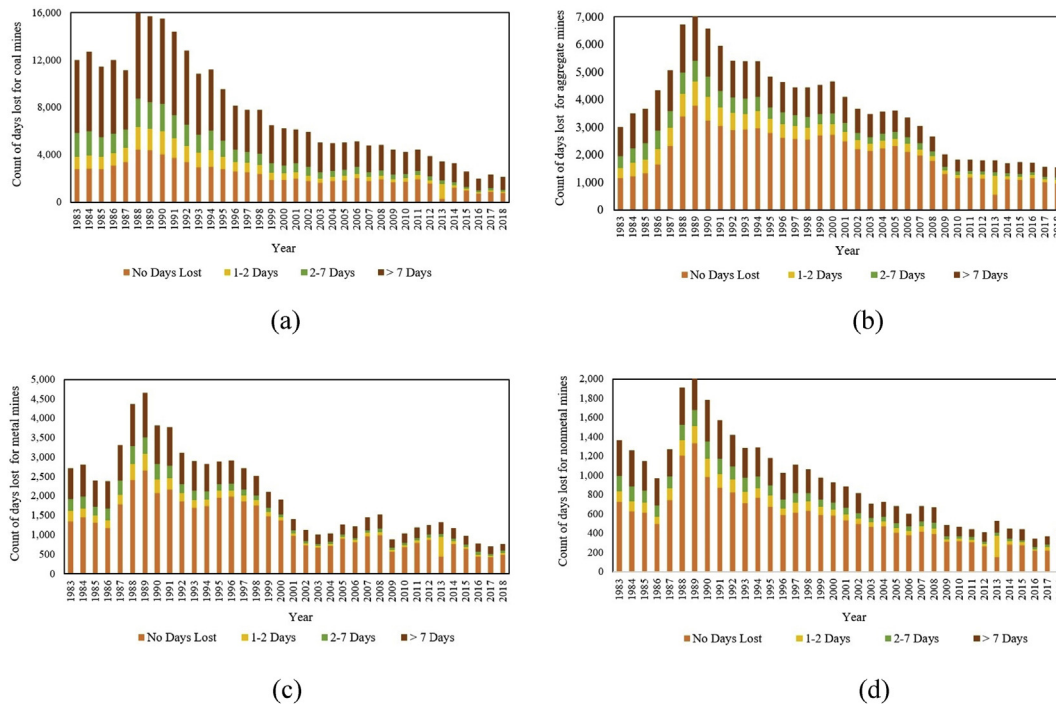 (a)
Count of days lost for coal mines
16,000
12,000
8,000
4,000
0
1983 1984 1985 1986 1987 1988 1989 1990 1991 1992 1993 1994 1995 1996 1997 1998 1999 2000 2001 2002 2003 2004 2005 2006 2007 2008 2009 2010 2011 2012 2013 2014 2015 2016 2017 2018
Year
No Days Lost 1-2 Days 2-7 Days > 7 Days
(a)
(b)
Count of days lost for aggregate mines
7,000
6,000
5,000
4,000
3,000
2,000
1,000
0
1983 1984 1985 1986 1987 1988 1989 1990 1991 1992 1993 1994 1995 1996 1997 1998 1999 2000 2001 2002 2003 2004 2005 2006 2007 2008 2009 2010 2011 2012 2013 2014 2015 2016 2017 2018
Year
No Days Lost 1-2 Days 2-7 Days > 7 Days
(b)
(c)
Count of days lost for metal mines
5,000
4,500
4,000
3,500
3,000
2,500
2,000
1,500
1,000
500
0
1983 1984 1985 1986 1987 1988 1989 1990 1991 1992 1993 1994 1995 1996 1997 1998 1999 2000 2001 2002 2003 2004 2005 2006 2007 2008 2009 2010 2011 2012 2013 2014 2015 2016 2017 2018
Year
No Days Lost 1-2 Days 2-7 Days > 7 Days
(c)
(d)
Count of days lost for nonmetal mines
2,000
1,800
1,600
1,400
1,200
1,000
800
600
400
200
0
1983 1984 1985 1986 1987 1988 1989 1990 1991 1992 1993 1994 1995 1996 1997 1998 1999 2000 2001 2002 2003 2004 2005 2006 2007 2008 2009 2010 2011 2012 2013 2014 2015 2016 2017
Year
No Days Lost 1-2 Days 2-7 Days > 7 Days
(d)